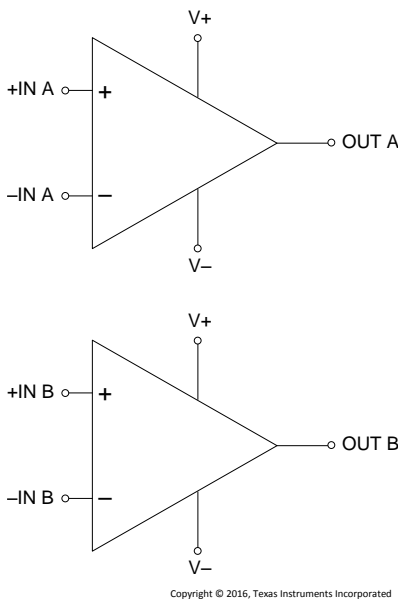 V+
+IN A
+
OUT A
–IN A
–
V–
V+
+IN B
+
OUT B
–IN B
–
V–
Copyright © 2016, Texas Instruments Incorporated